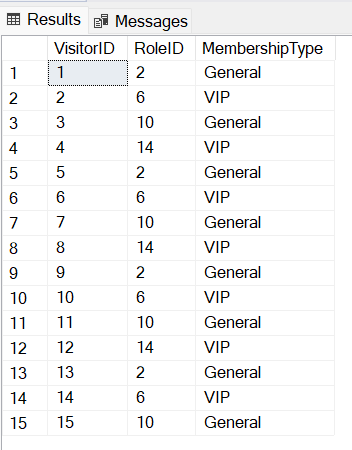 Results Messages
VisitorID RoleID MembershipType
1 1 2 General
2 2 6 VIP
3 3 10 General
4 4 14 VIP
5 5 2 General
6 6 6 VIP
7 7 10 General
8 8 14 VIP
9 9 2 General
10 10 6 VIP
11 11 10 General
12 12 14 VIP
13 13 2 General
14 14 6 VIP
15 15 10 General